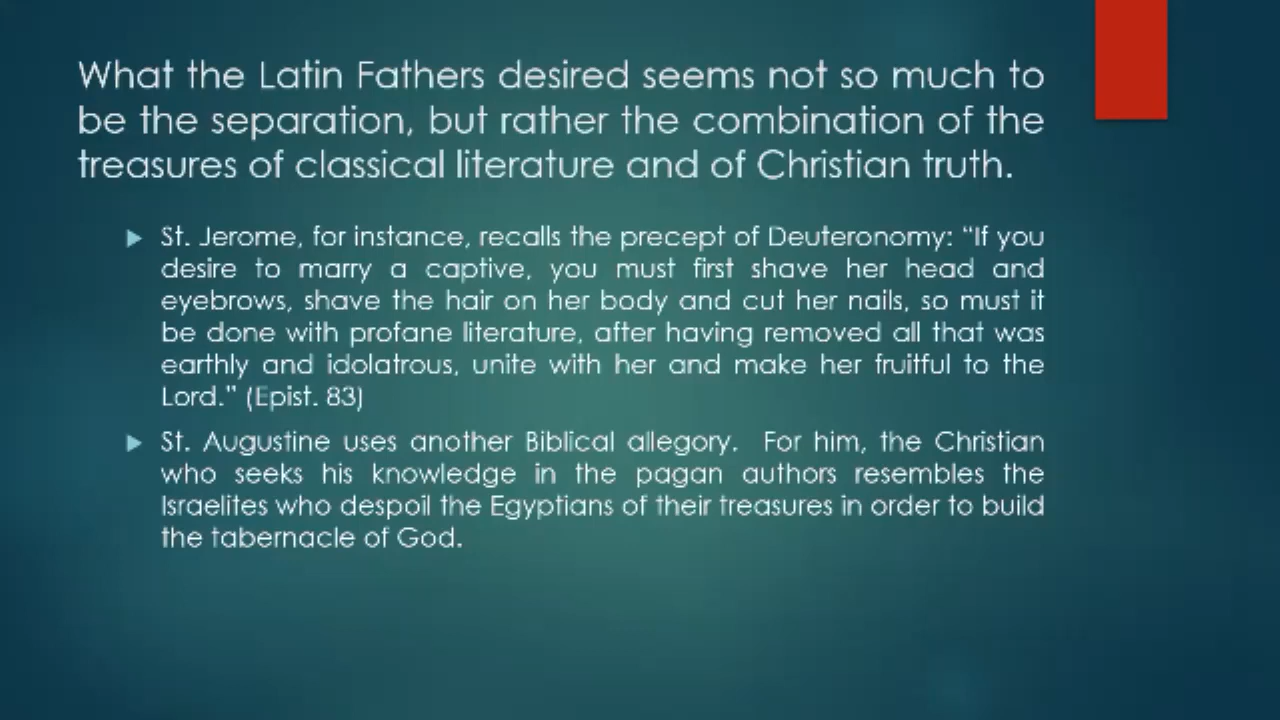 What the Latin Fathers desired seems not so much to
be the separation, but rather the combination of the
treasures of classical literature and of Christian truth.
St. Jerome, for instance, recalls the precept of Deuteronomy: “If you
desire to marry a captive, you must first shave her head and
eyebrows, shave the hair on her body and cut her nails, so must it
be done with profane literature, after having removed all that was
earthly and idolatrous, unite with her and make her fruitful to the
Lord.” (Epist. 83)
St. Augustine uses another Biblical allegory. For him, the Christian
who seeks his knowledge in the pagan authors resembles the
Israelites who despoil the Egyptians of their treasures in order to build
the tabernacle of God.